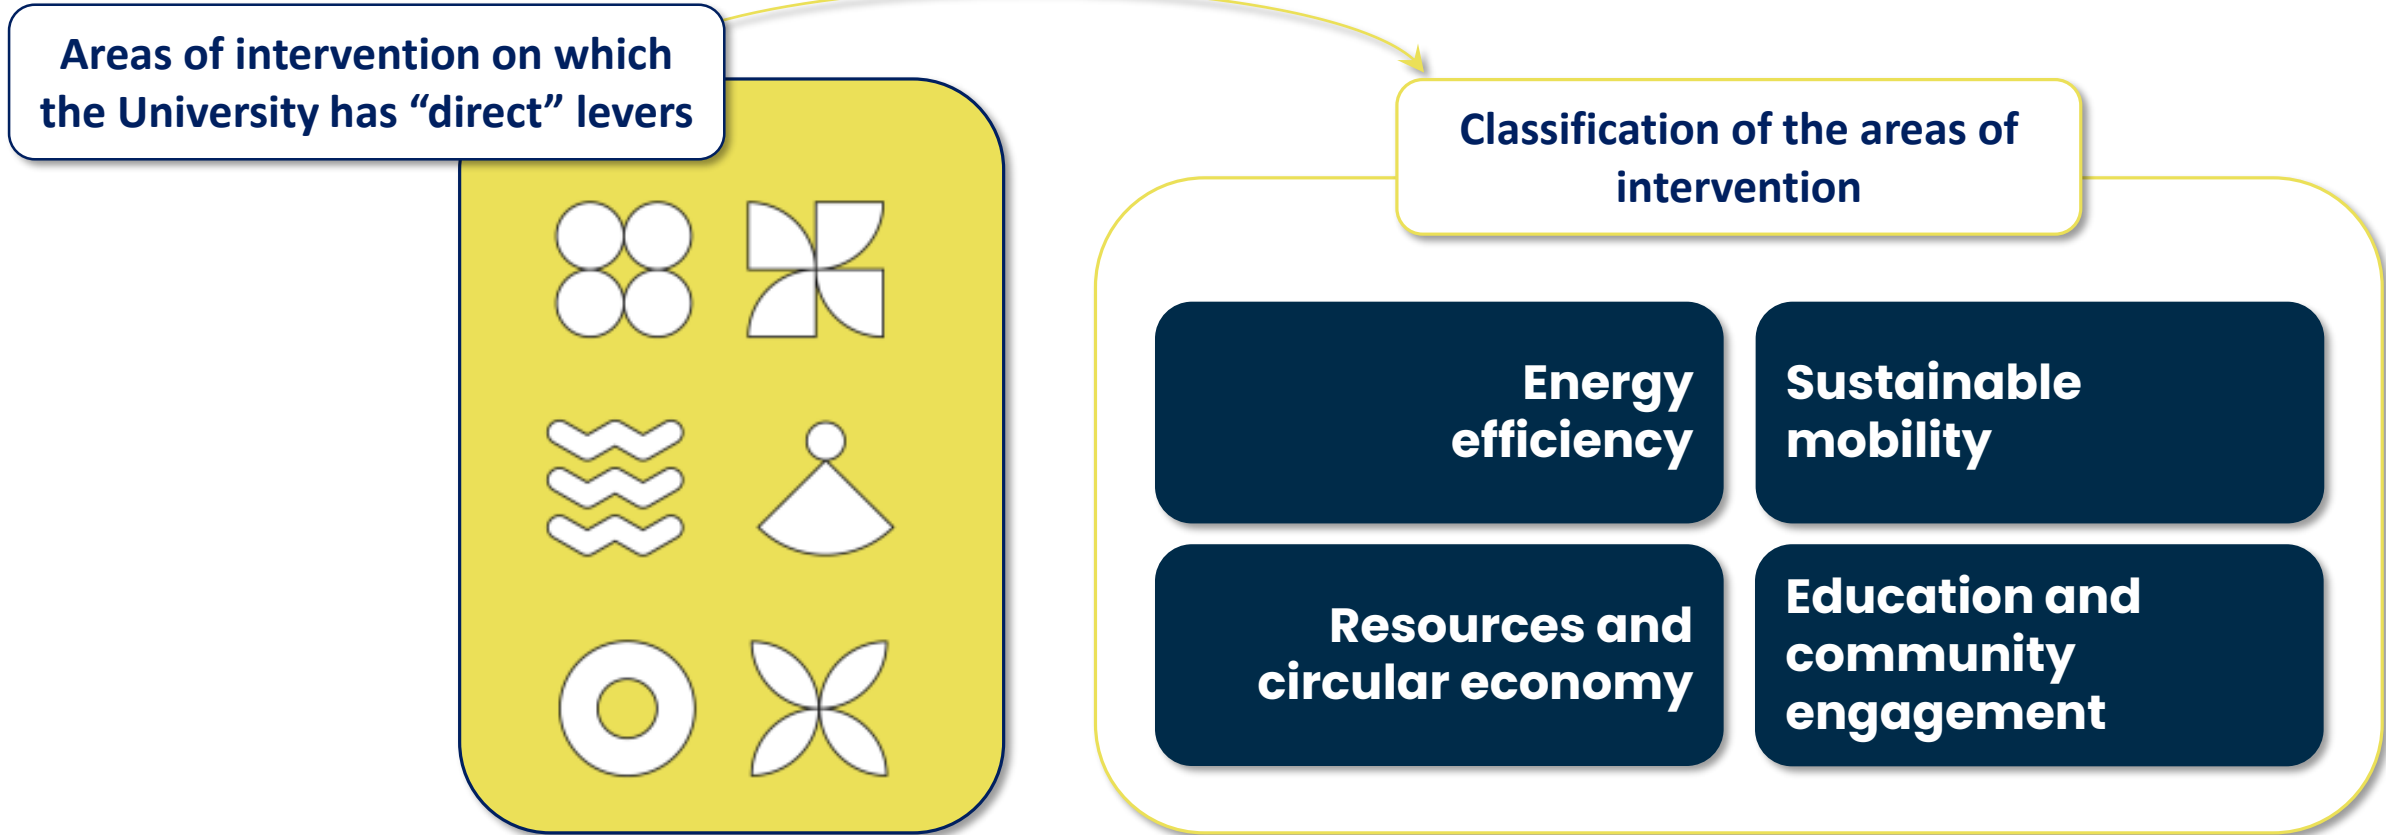 Areas of intervention on which
the University has “direct” levers
Classification of the areas of
intervention
Energy
efficiency
Sustainable
mobility
Resources and
circular economy
Education and
community
engagement